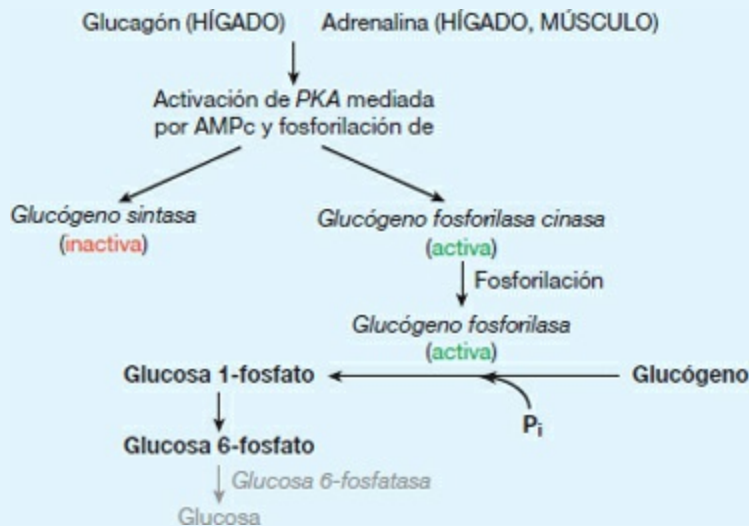 Glucagón (HÍGADO) Adrenalina (HÍGADO, MÚSCULO)
Activación de PKA mediada
por AMPc y fosforilación de
Glucógeno sintasa
(inactiva)
Glucógeno fosforilasa cinasa
(activa)
Fosforilación
Glucógeno fosforilasa
(activa)
Glucosa 1-fosfato Glucógeno
Pi
Glucosa 6-fosfato
Glucosa 6-fosfatasa
Glucosa